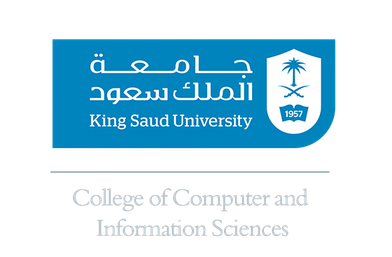 جامعة
الملك سعود
King Saud University
1957
College of Computer and
Information Sciences